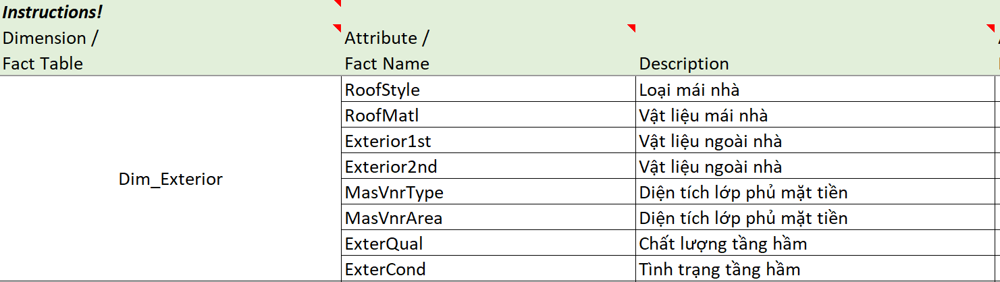 Instructions!
Dimension /
Fact Table
Attribute /
Fact Name
Description
Dim_Exterior
RoofStyle
Loại mái nhà
RoofMatl
Vật liệu mái nhà
Exterior1st
Vật liệu ngoài nhà
Exterior2nd
Vật liệu ngoài nhà
MasVnrType
Diện tích lớp phủ mặt tiền
MasVnrArea
Diện tích lớp phủ mặt tiền
ExterQual
Chất lượng tầng hầm
ExterCond
Tình trạng tầng hầm